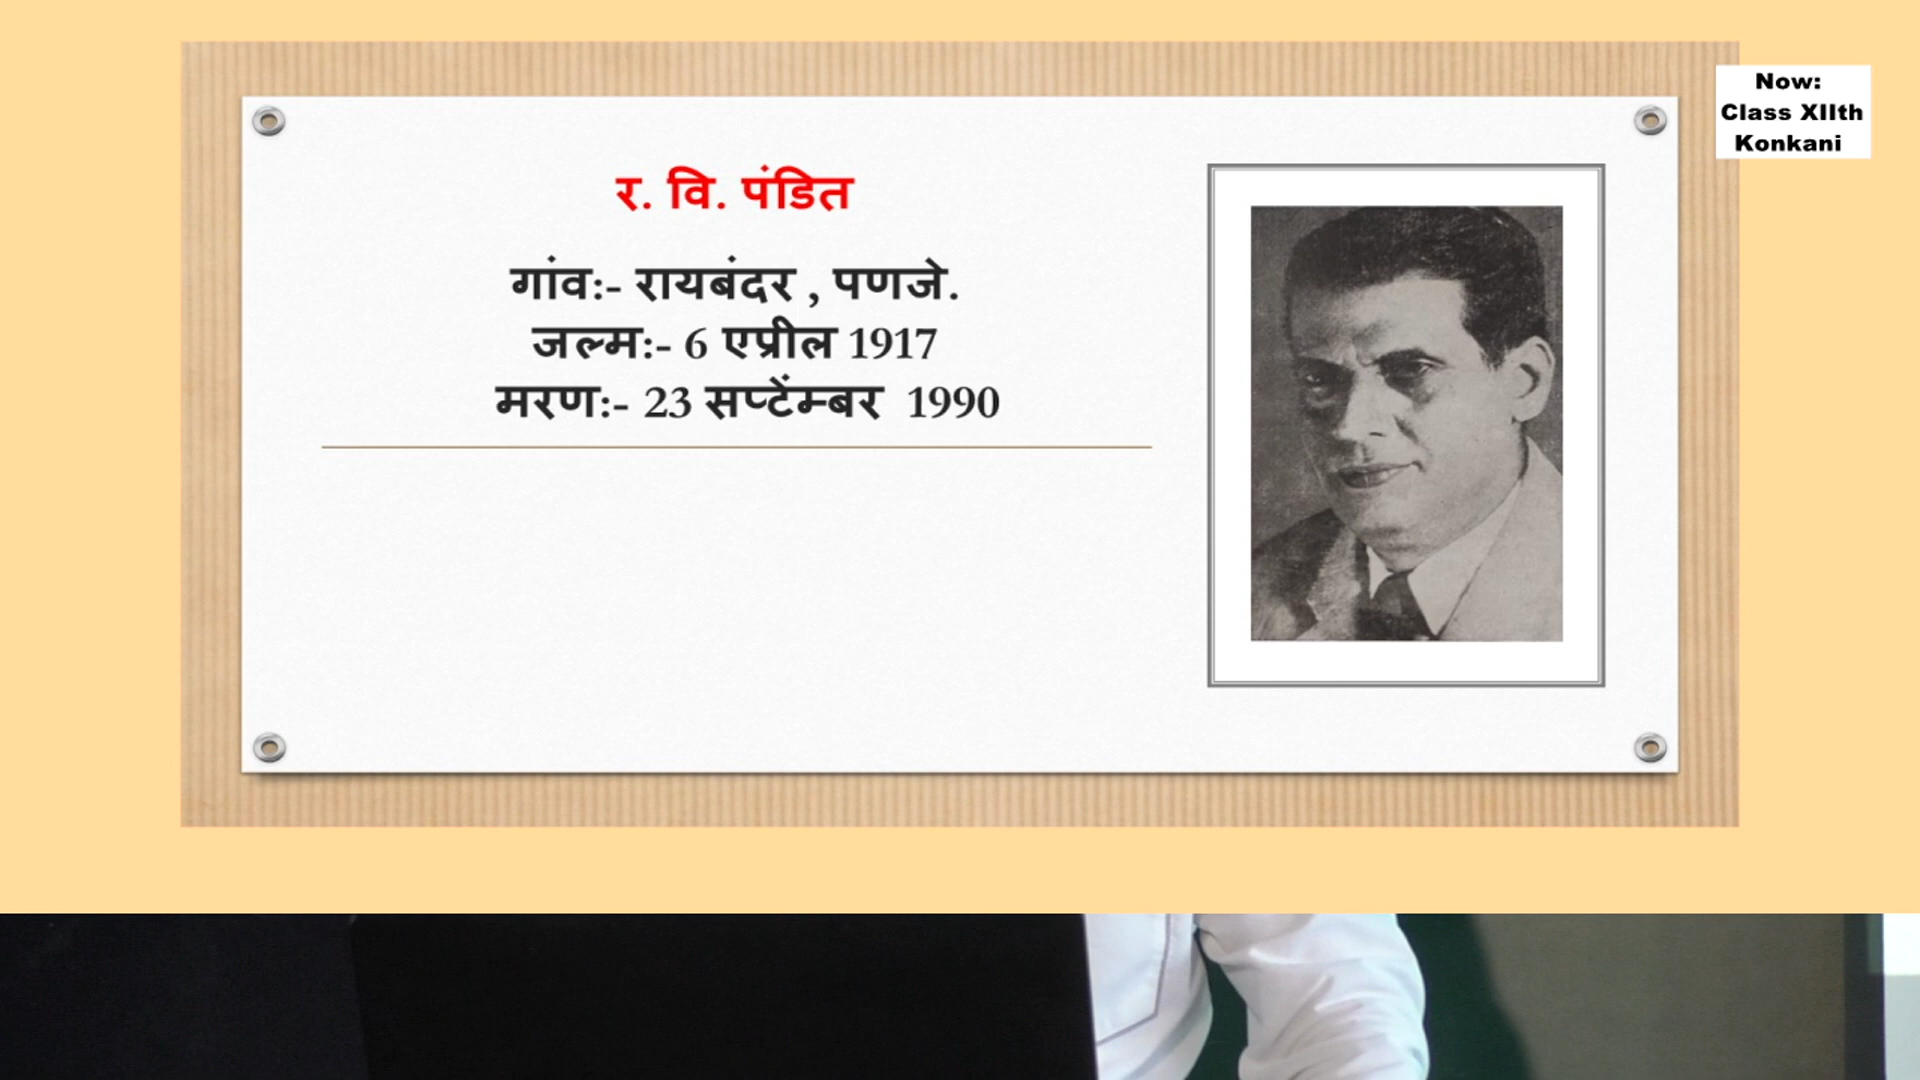 र. वि. पंडित
गांव:- रायबंदर , पणजे.
जल्म:- 6 एप्रील 1917
मरण:- 23 सप्टेंम्बर 1990
Now:
Class XIIth
Konkani